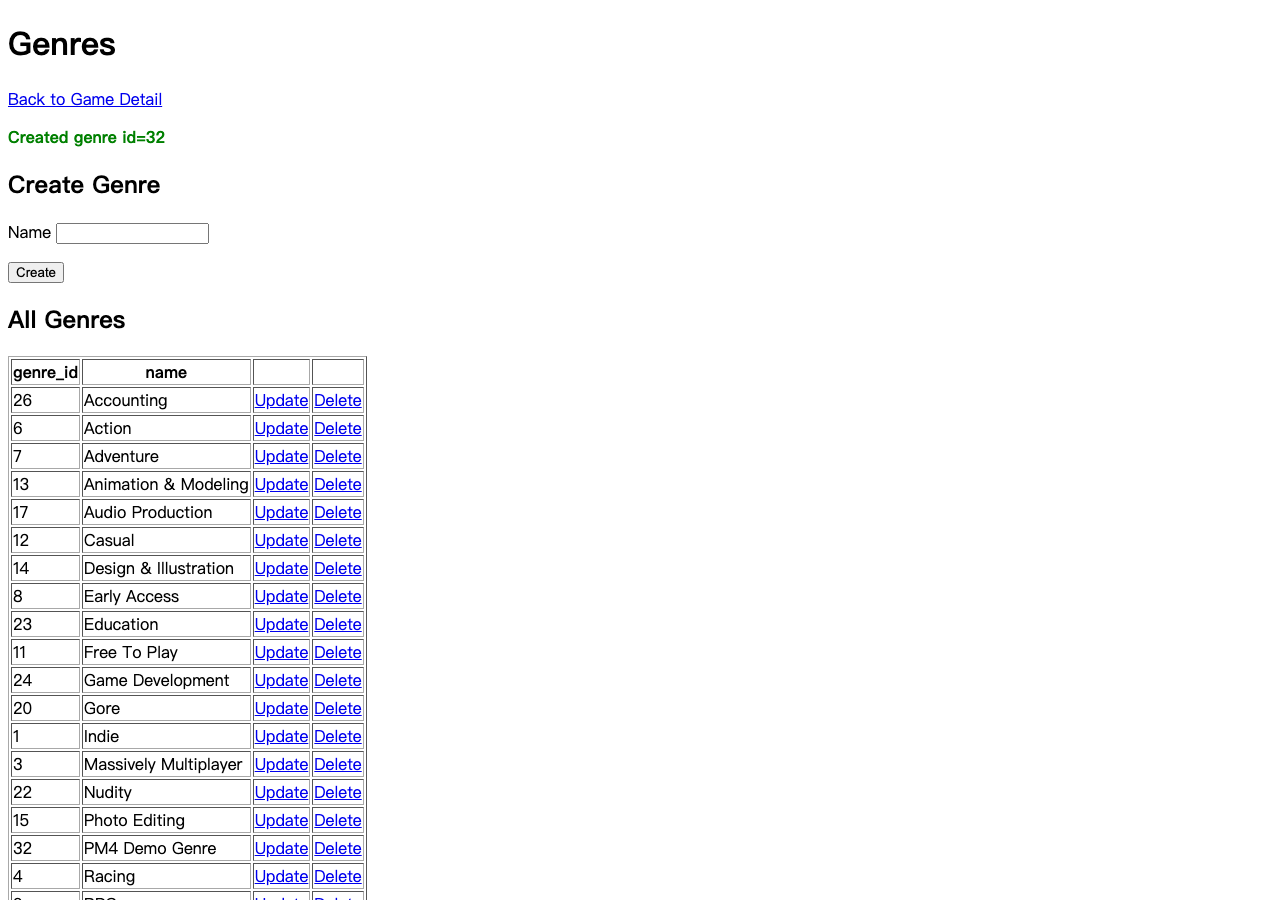 Genres
Back to Game Detail
Created genre id=32
Create Genre
Name
Create
All Genres
genre_id name
26 Accounting Update Delete
6 Action Update Delete
7 Adventure Update Delete
13 Animation & Modeling Update Delete
17 Audio Production Update Delete
12 Casual Update Delete
14 Design & Illustration Update Delete
8 Early Access Update Delete
23 Education Update Delete
11 Free To Play Update Delete
24 Game Development Update Delete
20 Gore Update Delete
1 Indie Update Delete
3 Massively Multiplayer Update Delete
22 Nudity Update Delete
15 Photo Editing Update Delete
32 PM4 Demo Genre Update Delete
4 Racing Update Delete